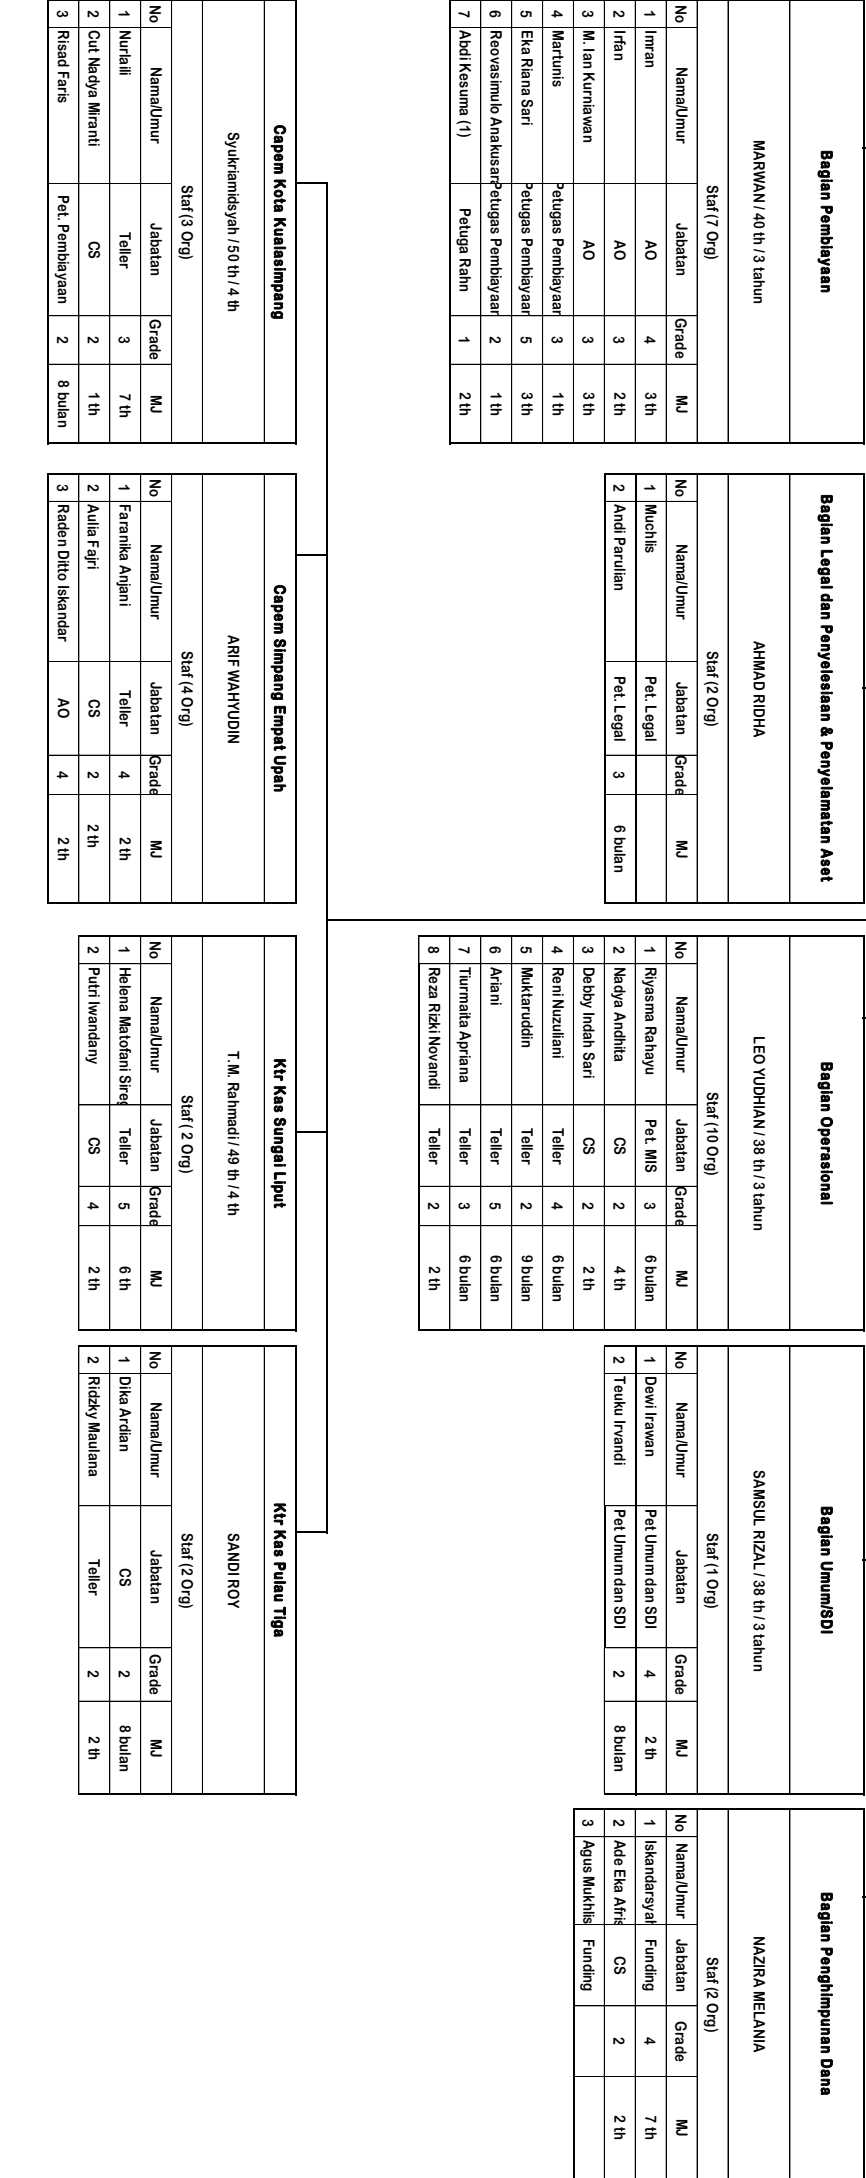 Bagian Pembiayaan
MARWAN / 40 th / 3 tahun
Staf (7 Org)
No Nama/Umur Jabatan Grade MJ
1 Imran AO 4 3 th
2 Irfan AO 3 2 th
3 M. Ian Kurniawan AO 3 3 th
4 Martunis Petugas Pembiayaan 3 1 th
5 Eka Riana Sari Petugas Pembiayaan 5 3 th
6 Reovasimulo Anakusara Petugas Pembiayaan 2 1 th
7 Abdi Kesuma (1) Petuga Rahn 1 2 th
Bagian Legal dan Penyelesiaan & Penyelamatan Aset
AHMAD RIDHA
Staf (2 Org)
No Nama/Umur Jabatan Grade MJ
1 Muchlis Pet. Legal
2 Andi Parulian Pet. Legal 3 6 bulan
Bagian Operasional
LEO YUDHIAN / 38 th / 3 tahun
Staf (10 Org)
No Nama/Umur Jabatan Grade MJ
1 Riyasma Rahayu Pet. MIS 3 6 bulan
2 Nadya Andhita CS 2 4 th
3 Debby Indah Sari CS 2 2 th
4 Reni Nuzuliani Teller 4 6 bulan
5 Muktaruddin Teller 2 9 bulan
6 Ariani Teller 5 6 bulan
7 Tiurmaita Apriana Teller 3 6 bulan
8 Reza Rizki Novandi Teller 2 2 th
Bagian Umum/SDI
SAMSUL RIZAL / 38 th / 3 tahun
Staf (1 Org)
No Nama/Umur Jabatan Grade MJ
1 Dewi Irawan Pet Umum dan SDI 4 2 th
2 Teuku Irvandi Pet Umum dan SDI 2 8 bulan
Bagian Penghimpunan Dana
NAZIRA MELANIA
Staf (2 Org)
No Nama/Umur Jabatan Grade MJ
1 Iskandarsyah Funding 4 7 th
2 Ade Eka Afris CS 2 2 th
3 Agus Mukhlis Funding
Capem Kota Kualasimpang
Syukriamidsyah / 50 th / 4 th
Staf (3 Org)
No Nama/Umur Jabatan Grade MJ
1 Nurlaili Teller 3 7 th
2 Cut Nadya Miranti CS 2 1 th
3 Risad Faris Pet. Pembiayaan 2 8 bulan
Capem Simpang Empat Upah
ARIF WAHYUDIN
Staf (4 Org)
No Nama/Umur Jabatan Grade MJ
1 Faranika Anjani Teller 4 2 th
2 Aulia Fajri CS 2 2 th
3 Raden Ditto Iskandar AO 4 2 th
Ktr Kas Sungai Liput
T.M. Rahmadi / 49 th / 4 th
Staf ( 2 Org)
No Nama/Umur Jabatan Grade MJ
1 Helena Matofani Sireg Teller 5 6 th
2 Putri Iwandany CS 4 2 th
Ktr Kas Pulau Tiga
SANDI ROY
Staf (2 Org)
No Nama/Umur Jabatan Grade MJ
1 Dika Ardian CS 2 8 bulan
2 Ridzky Maulana Teller 2 2 th